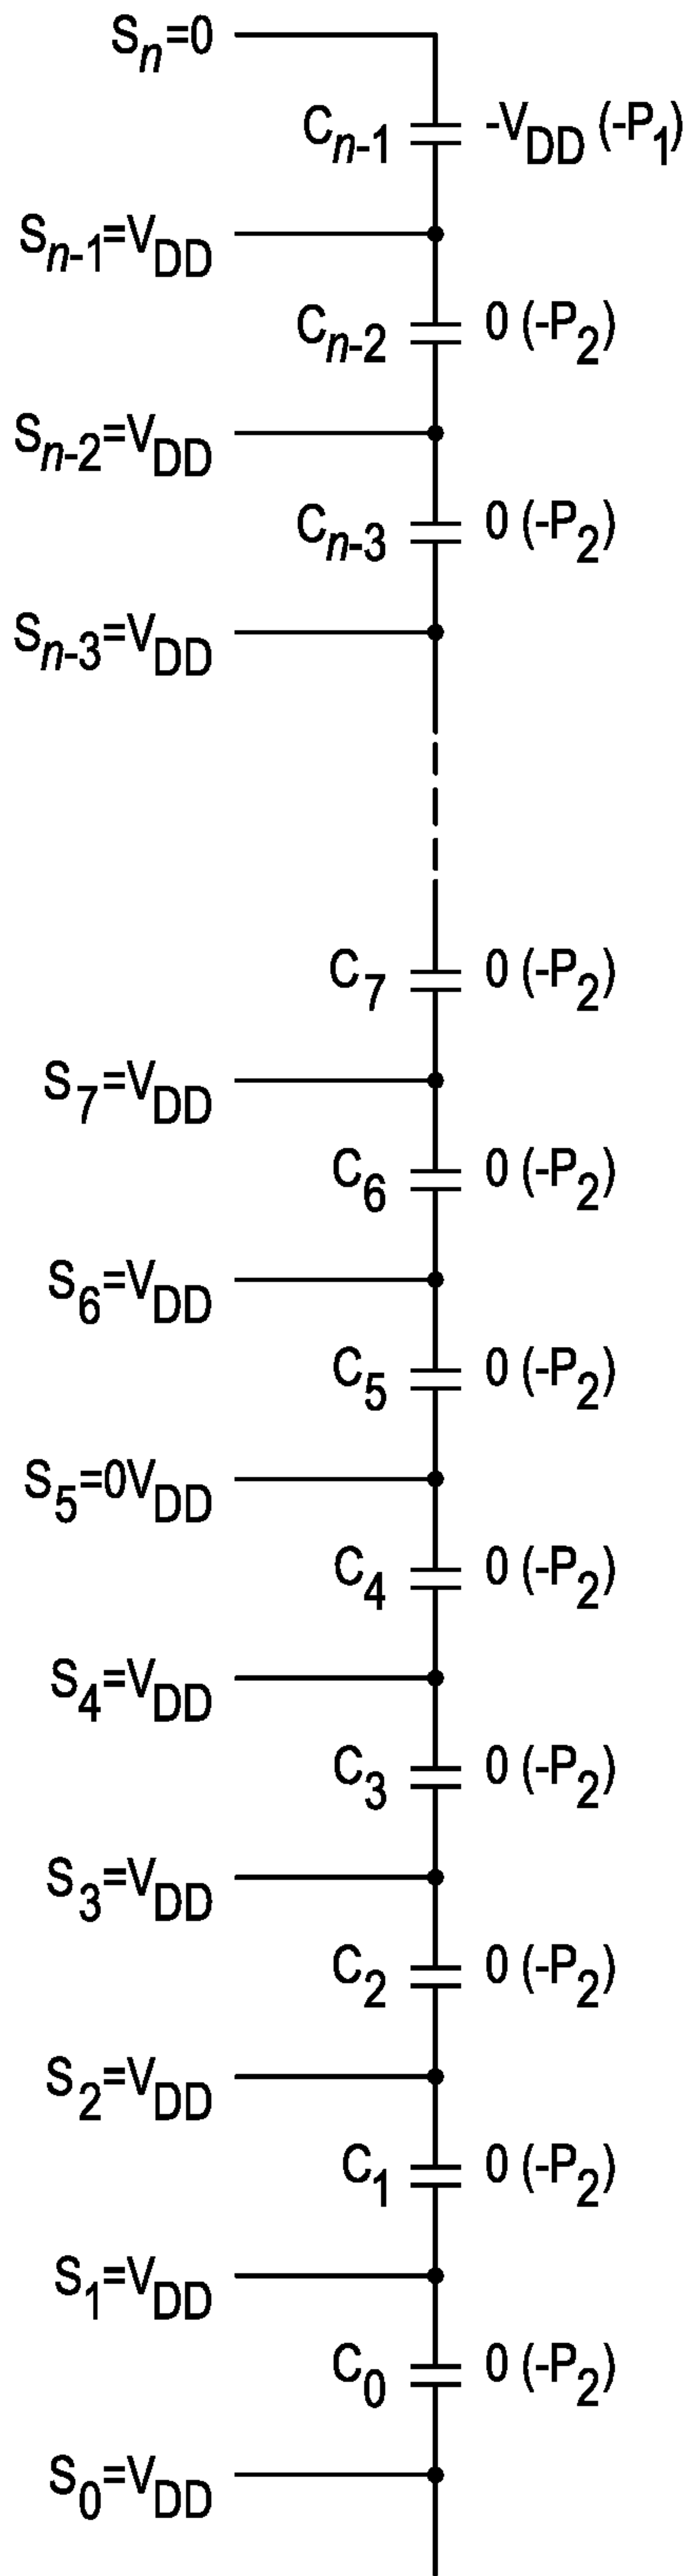 Sn=0
Cn-1 -VDD (-P1)
Sn-1=VDD
Cn-2 0 (-P2)
Sn-2=VDD
Cn-3 0 (-P2)
Sn-3=VDD
C7 0 (-P2)
S7=VDD
C6 0 (-P2)
S6=VDD
C5 0 (-P2)
S5=0VDD
C4 0 (-P2)
S4=VDD
C3 0 (-P2)
S3=VDD
C2 0 (-P2)
S2=VDD
C1 0 (-P2)
S1=VDD
C0 0 (-P2)
S0=VDD